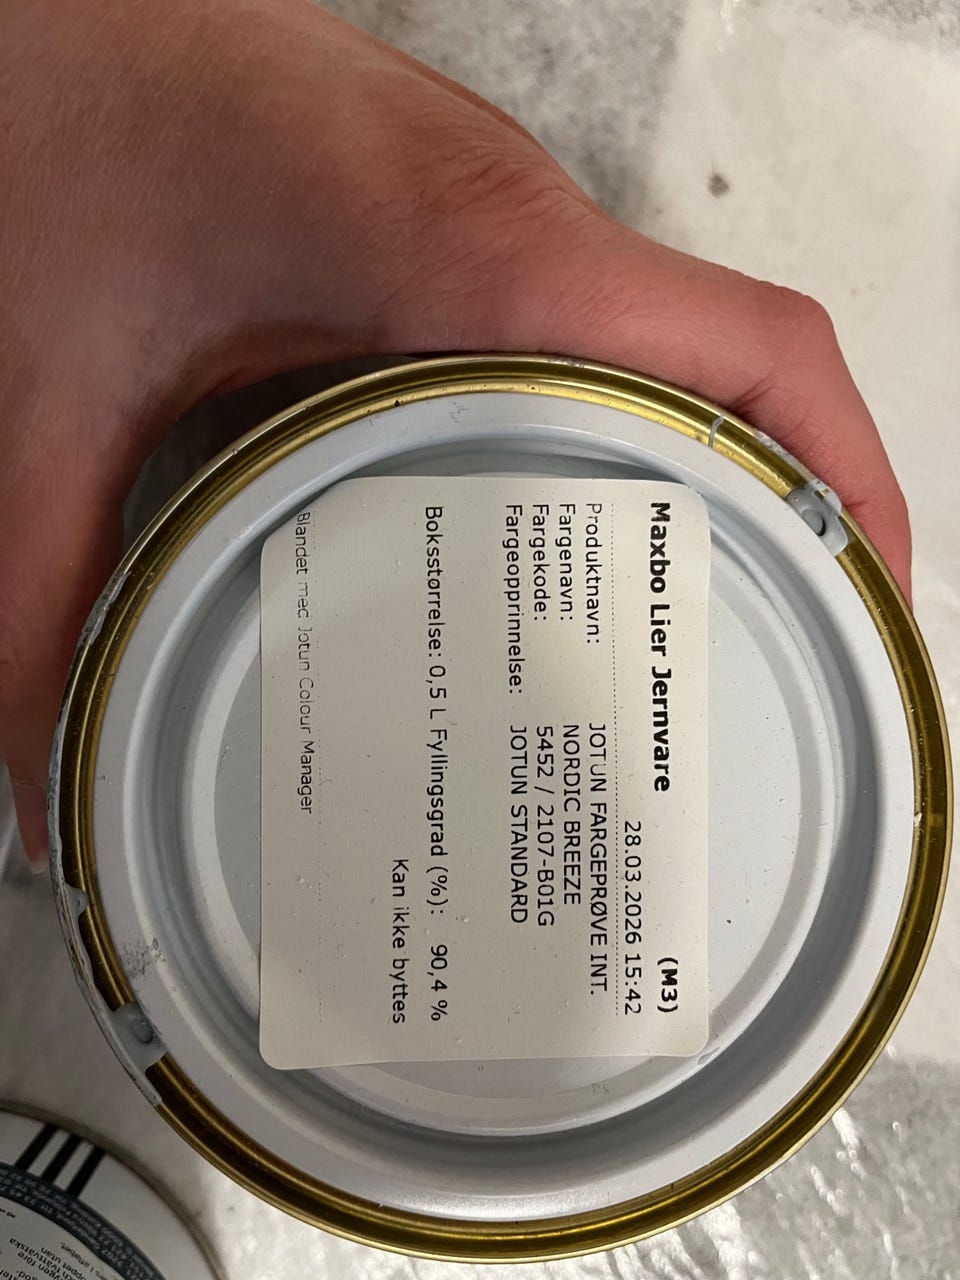 Maxbo Lier Jernvare (M3)
28.03.2026 15:42
Produktnavn: JOTUN FARGEPRØVE INT.
Fargenavn: NORDIC BREEZE
Fargekode: 5452 / 2107-B01G
Fargeopprinnelse: JOTUN STANDARD
Boksstørrelse: 0,5 L Fyllingsgrad (%): 90,4 %
Kan ikke byttes
Blandet med Jotun Colour Manager